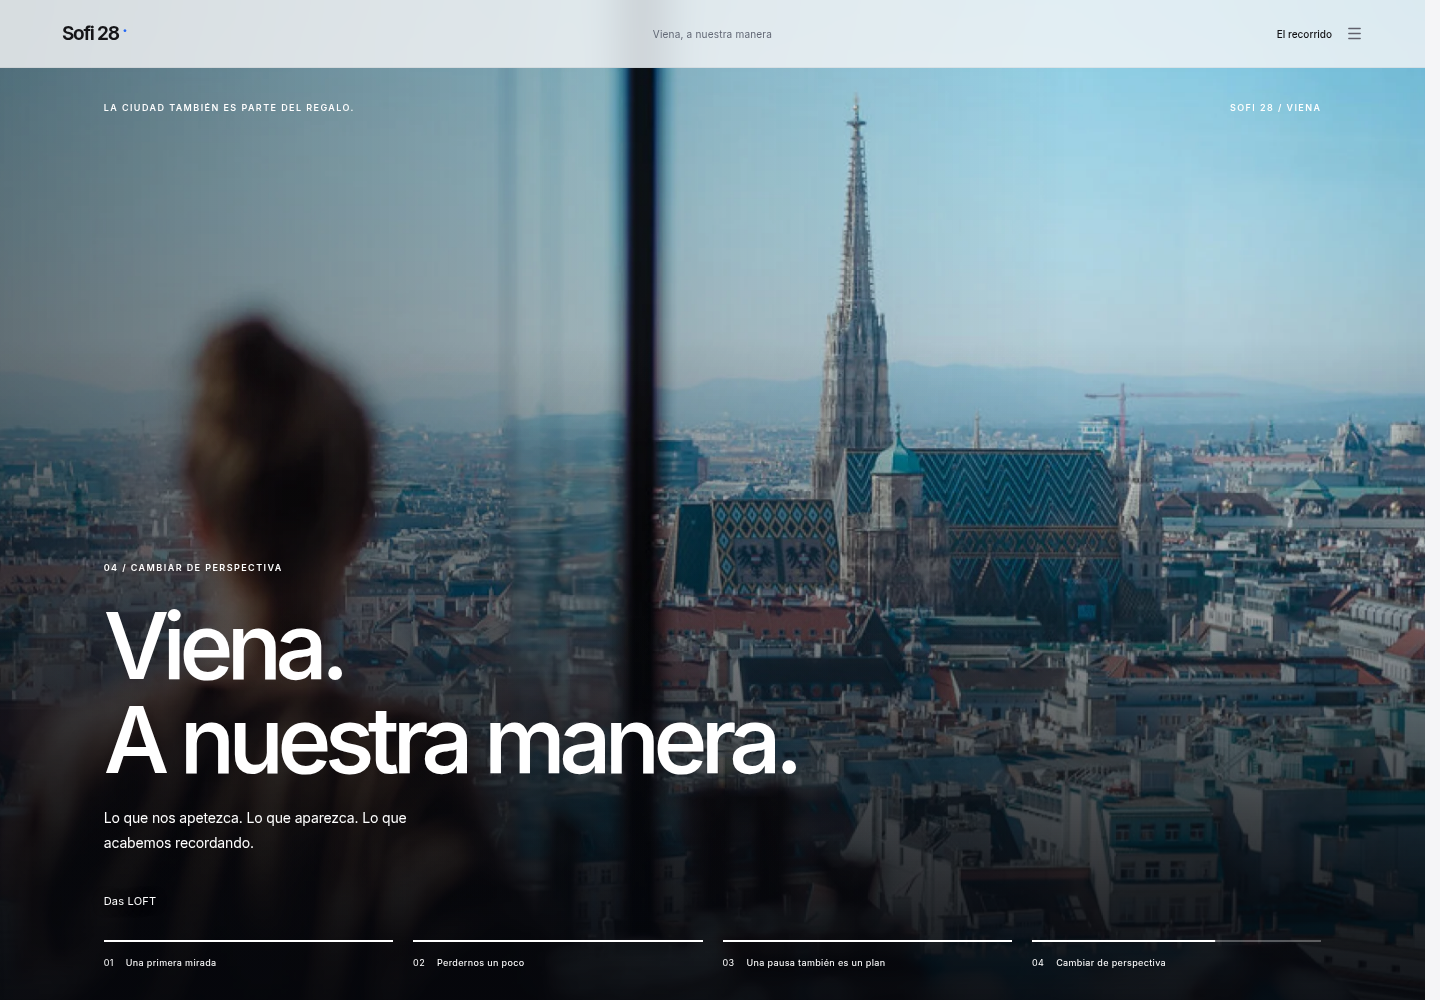 Sofi 28
Viena, a nuestra manera
El recorrido
LA CIUDAD TAMBIÉN ES PARTE DEL REGALO.
SOFI 28 / VIENA
04 / CAMBIAR DE PERSPECTIVA
Viena.
A nuestra manera.
Lo que nos apetezca. Lo que aparezca. Lo que
acabemos recordando.
Das LOFT
01 Una primera mirada
02 Perdernos un poco
03 Una pausa también es un plan
04 Cambiar de perspectiva